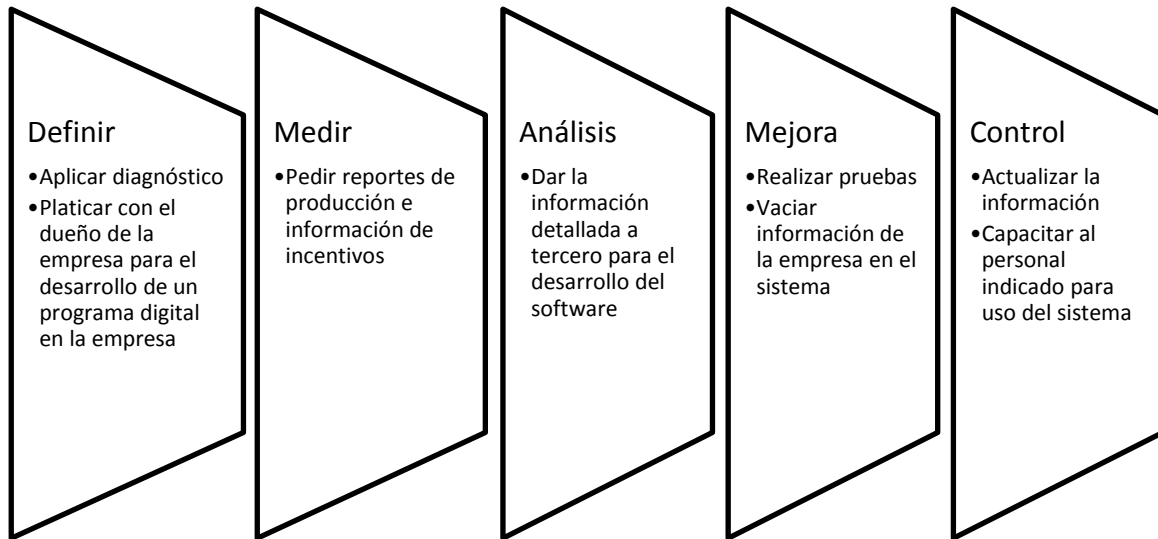 Definir
•Aplicar diagnóstico
•Platicar con el
dueño de la
empresa para el
desarrollo de un
programa digital
en la empresa
Medir
•Pedir reportes de
producción e
información de
incentivos
Análisis
•Dar la
información
detallada a
tercero para el
desarrollo del
software
Mejora
•Realizar pruebas
•Vaciar
información de
la empresa en el
sistema
Control
•Actualizar la
información
•Capacitar al
personal
indicado para
uso del sistema